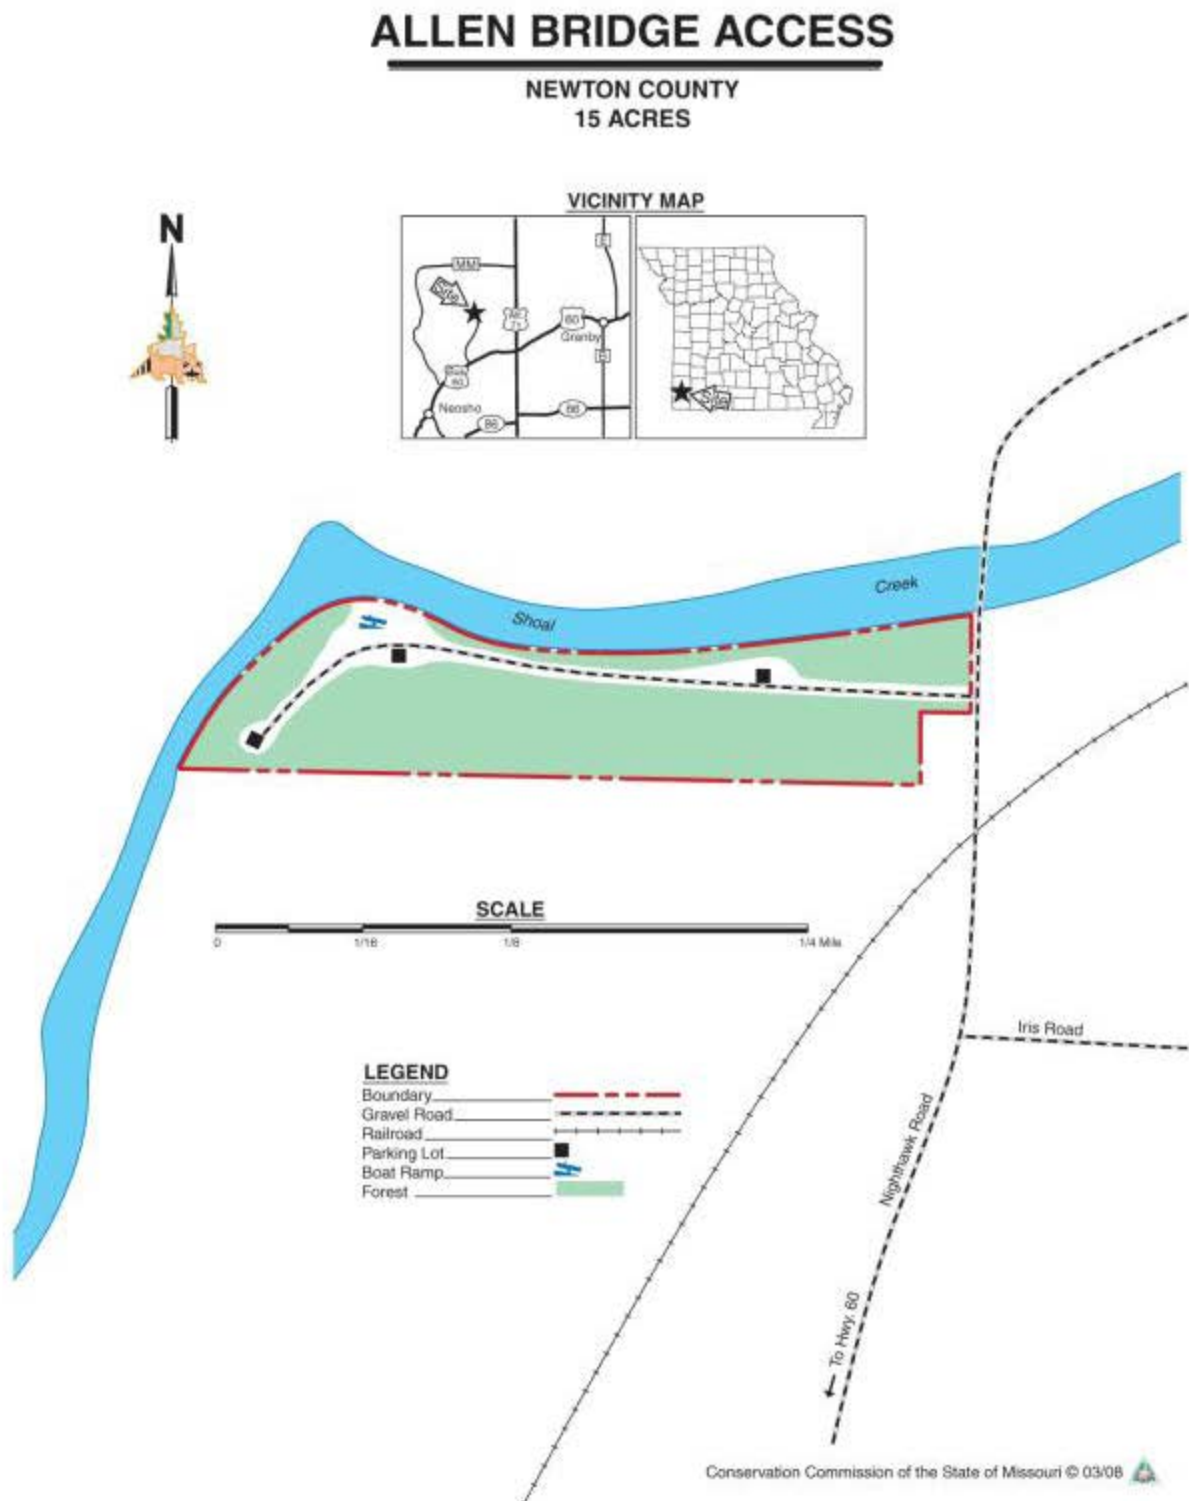 ALLEN BRIDGE ACCESS
NEWTON COUNTY
15 ACRES
VICINITY MAP
N
E
MM
Site
60
Granby
60
Neosho
86
86
Site
Creek
Shoal
SCALE
0 1/16 1/8 1/4 Mile
Iris Road
LEGEND
Boundary
Gravel Road
Railroad
Parking Lot
Boat Ramp
Forest
Nighthawk Road
To Hwy. 60
Conservation Commission of the State of Missouri © 03/08